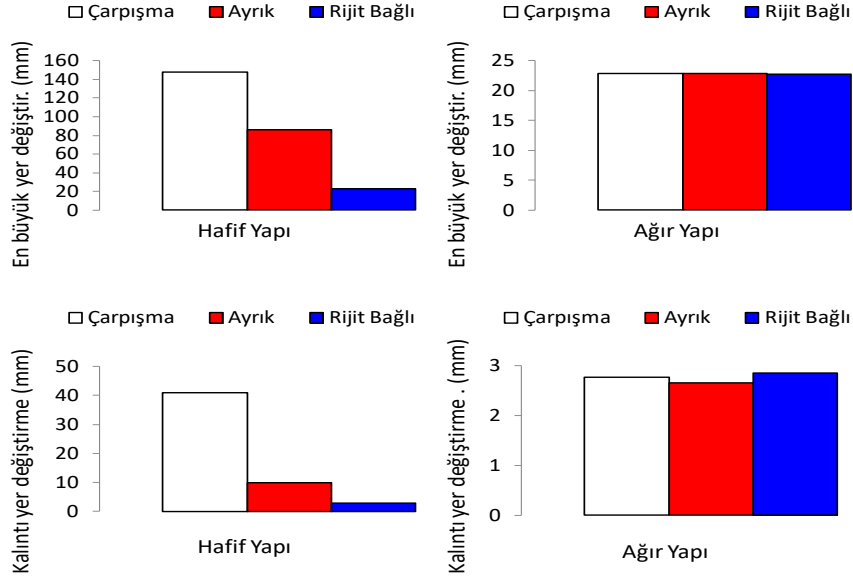 Çarpışma Ayrık Rijit Bağlı
En büyük yer değiştir. (mm)
160
140
120
100
80
60
40
20
0
Hafif Yapı
Çarpışma Ayrık Rijit Bağlı
En büyük yer değiştir. (mm)
25
20
15
10
5
0
Ağır Yapı
Çarpışma Ayrık Rijit Bağlı
Kalıntı yer değiştirme (mm)
50
40
30
20
10
0
Hafif Yapı
Çarpışma Ayrık Rijit Bağlı
Kalıntı yer değiştirme . (mm)
3
2
1
0
Ağır Yapı